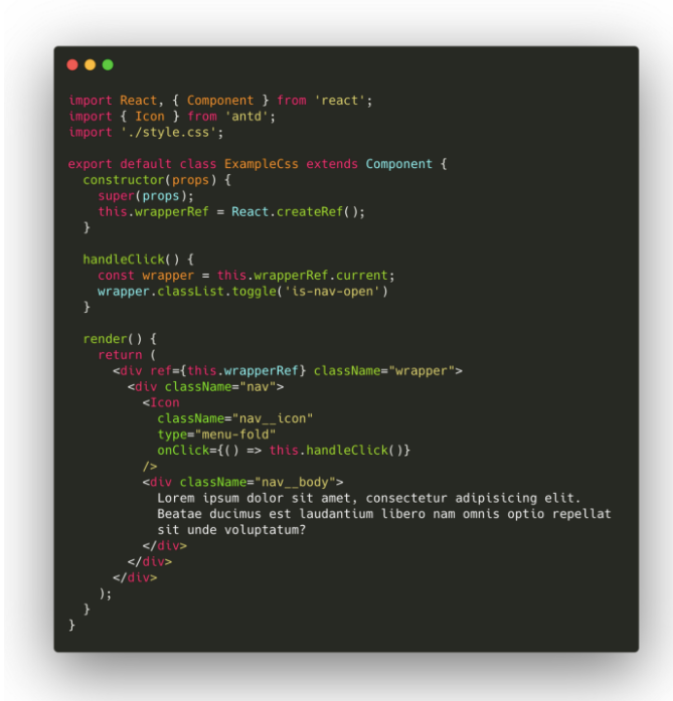 import React, { Component } from 'react';
import { Icon } from 'antd';
import './style.css';

export default class ExampleCss extends Component {
  constructor(props) {
    super(props);
    this.wrapperRef = React.createRef();
  }

  handleClick() {
    const wrapper = this.wrapperRef.current;
    wrapper.classList.toggle('is-nav-open')
  }

  render() {
    return (
      <div ref={this.wrapperRef} className="wrapper">
        <div className="nav">
          <Icon
            className="nav__icon"
            type="menu-fold"
            onClick={() => this.handleClick()}
          />
          <div className="nav__body">
            Lorem ipsum dolor sit amet, consectetur adipisicing elit.
            Beatae ducimus est laudantium libero nam omnis optio repellat
            sit unde voluptatum?
          </div>
        </div>
      </div>
    );
  }
}